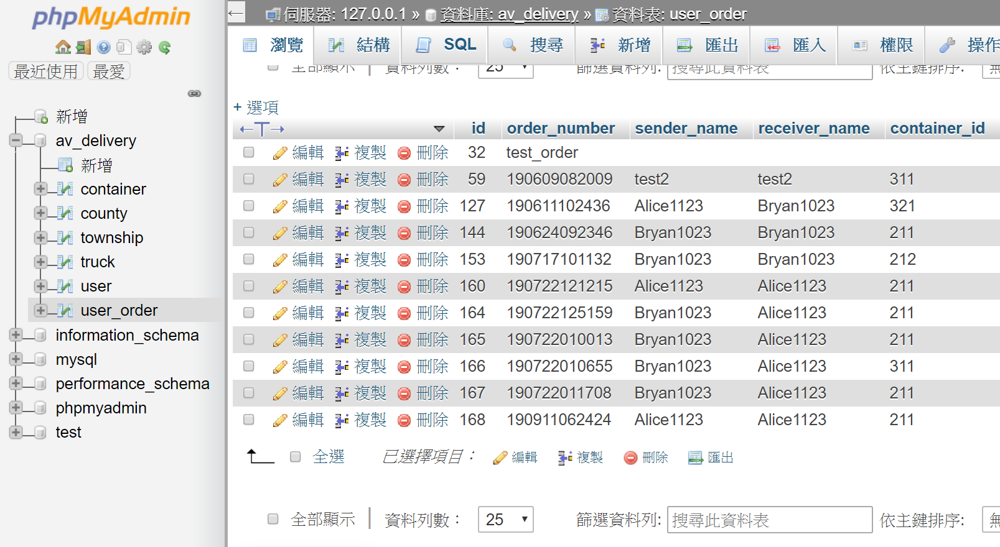 phpMyAdmin
最近使用 最愛
新增
av_delivery
新增
container
county
township
truck
user
user_order
information_schema
mysql
performance_schema
phpmyadmin
test
← 伺服器: 127.0.0.1 » 資料庫: av_delivery » 資料表: user_order
瀏覽 結構 SQL 搜尋 新增 匯出 匯入 權限 操作
全部顯示 | 資料列數： 25 篩選資料列: 搜尋此資料表 依主鍵排序: 無
+ 選項
←T→ ▼ id order_number sender_name receiver_name container_id
編輯 複製 刪除 32 test_order
編輯 複製 刪除 59 190609082009 test2 test2 311
編輯 複製 刪除 127 190611102436 Alice1123 Bryan1023 321
編輯 複製 刪除 144 190624092346 Bryan1023 Bryan1023 211
編輯 複製 刪除 153 190717101132 Bryan1023 Bryan1023 212
編輯 複製 刪除 160 190722121215 Alice1123 Alice1123 211
編輯 複製 刪除 164 190722125159 Bryan1023 Alice1123 211
編輯 複製 刪除 165 190722010013 Bryan1023 Alice1123 211
編輯 複製 刪除 166 190722010655 Bryan1023 Alice1123 311
編輯 複製 刪除 167 190722011708 Bryan1023 Alice1123 211
編輯 複製 刪除 168 190911062424 Alice1123 Alice1123 211
全選 已選擇項目： 編輯 複製 刪除 匯出
全部顯示 | 資料列數： 25 篩選資料列: 搜尋此資料表 依主鍵排序: 無